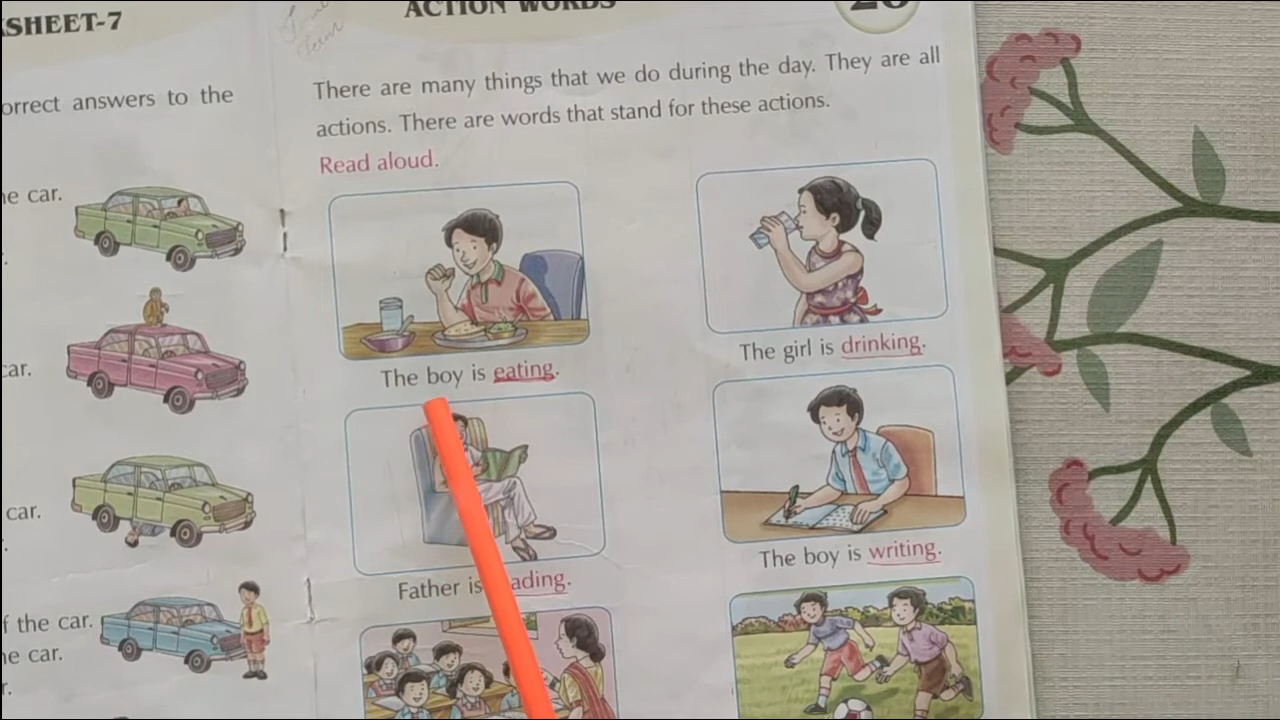 SHEET-7
orrect answers to the
e car.
car.
car.
f the car.
e car.
r.
ACTION WORDS
There are many things that we do during the day. They are all
actions. There are words that stand for these actions.
Read aloud.
The boy is eating.
The girl is drinking.
Father is ading.
The boy is writing.